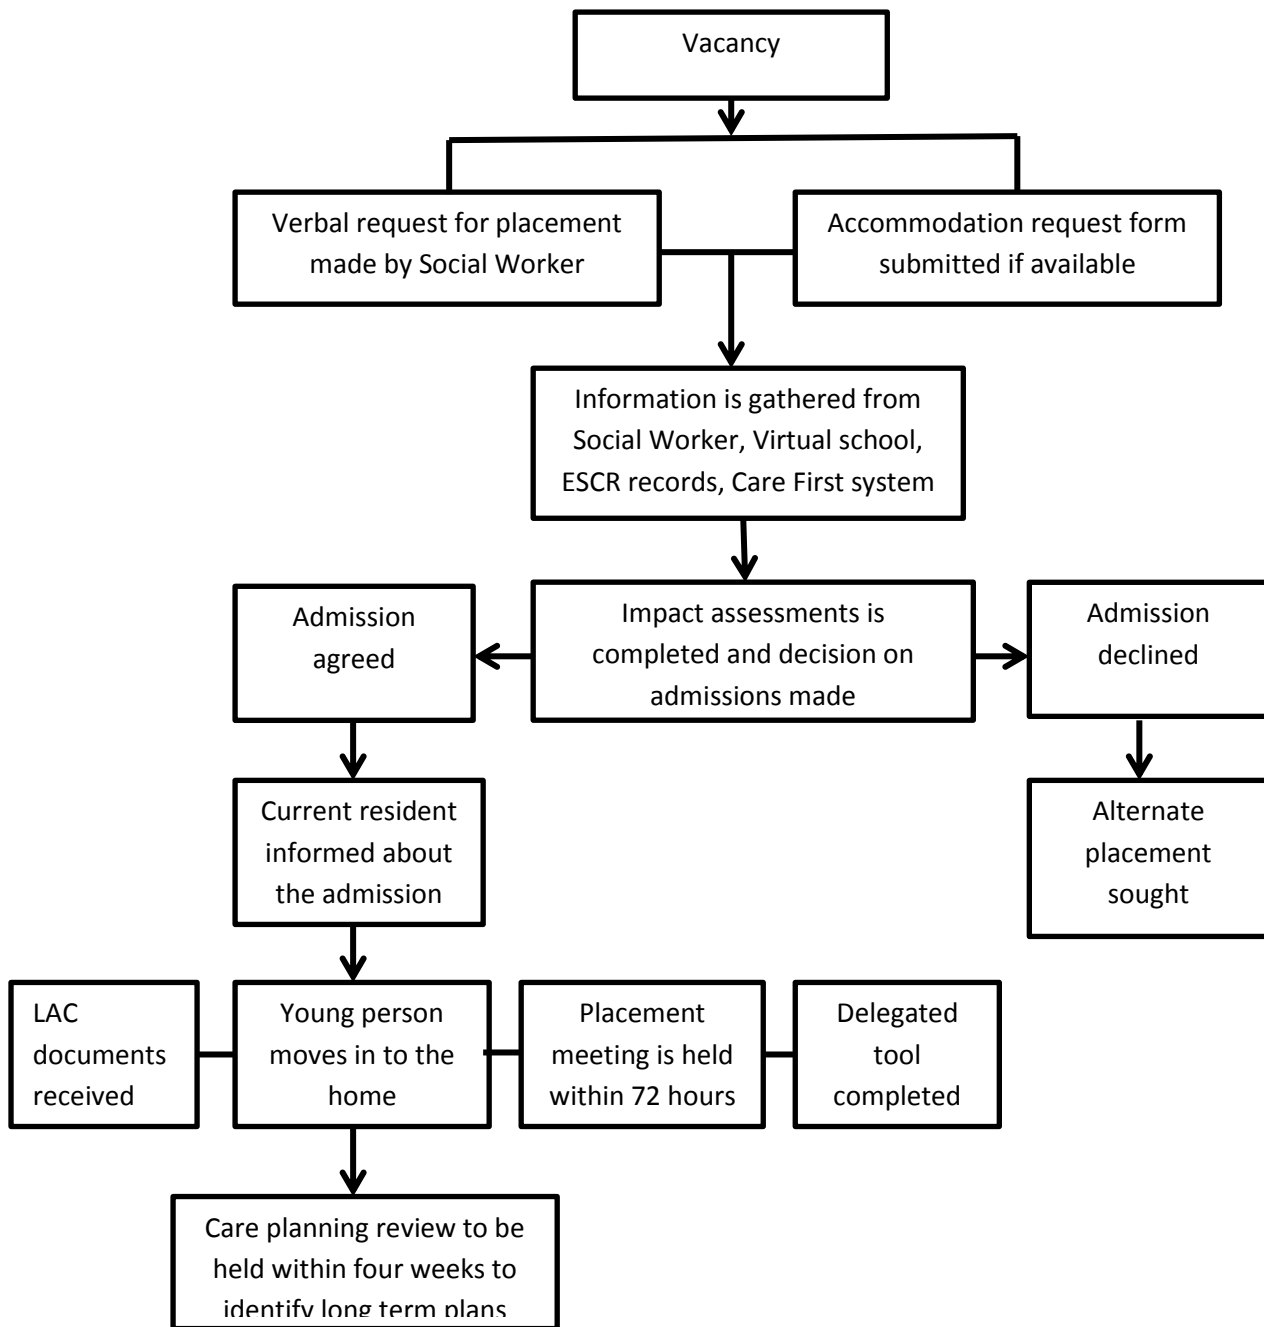 Vacancy
Verbal request for placement
made by Social Worker
Accommodation request form
submitted if available
Information is gathered from
Social Worker, Virtual school,
ESCR records, Care First system
Admission
agreed
Impact assessments is
completed and decision on
admissions made
Admission
declined
Current resident
informed about
the admission
Alternate
placement
sought
LAC
documents
received
Young person
moves in to the
home
Placement
meeting is held
within 72 hours
Delegated
tool
completed
Care planning review to be
held within four weeks to
identify long term plans